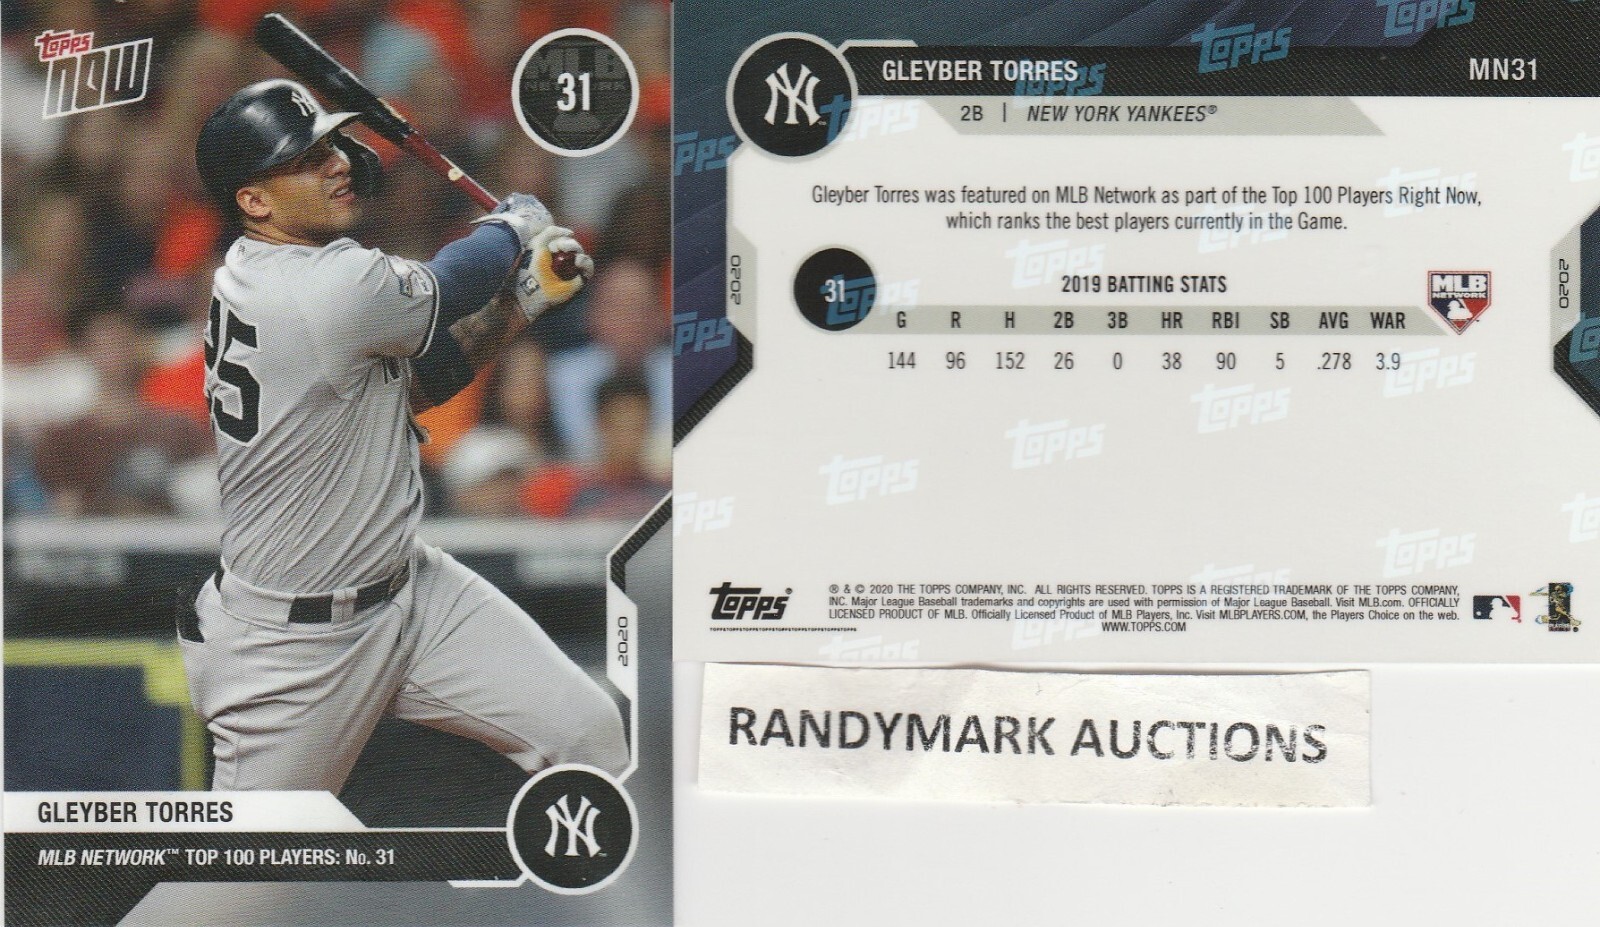 Topps
NOW
MLB
NETWORK
31
25
2020
GLEYBER TORRES
MLB NETWORK™ TOP 100 PLAYERS: No. 31
GLEYBER TORRES
MN31
2B | NEW YORK YANKEES®
Gleyber Torres was featured on MLB Network as part of the Top 100 Players Right Now,
which ranks the best players currently in the Game.
2020
2020
31
2019 BATTING STATS
MLB
NETWORK
G R H 2B 3B HR RBI SB AVG WAR
144 96 152 26 0 38 90 5 .278 3.9
Topps®
® & © 2020 THE TOPPS COMPANY, INC. ALL RIGHTS RESERVED. TOPPS IS A REGISTERED TRADEMARK OF THE TOPPS COMPANY,
INC. Major League Baseball trademarks and copyrights are used with permission of Major League Baseball. Visit MLB.com. OFFICIALLY
LICENSED PRODUCT OF MLB. Officially Licensed Product of MLB Players, Inc. Visit MLBPLAYERS.COM, the Players Choice on the web.
WWW.TOPPS.COM
RANDYMARK AUCTIONS